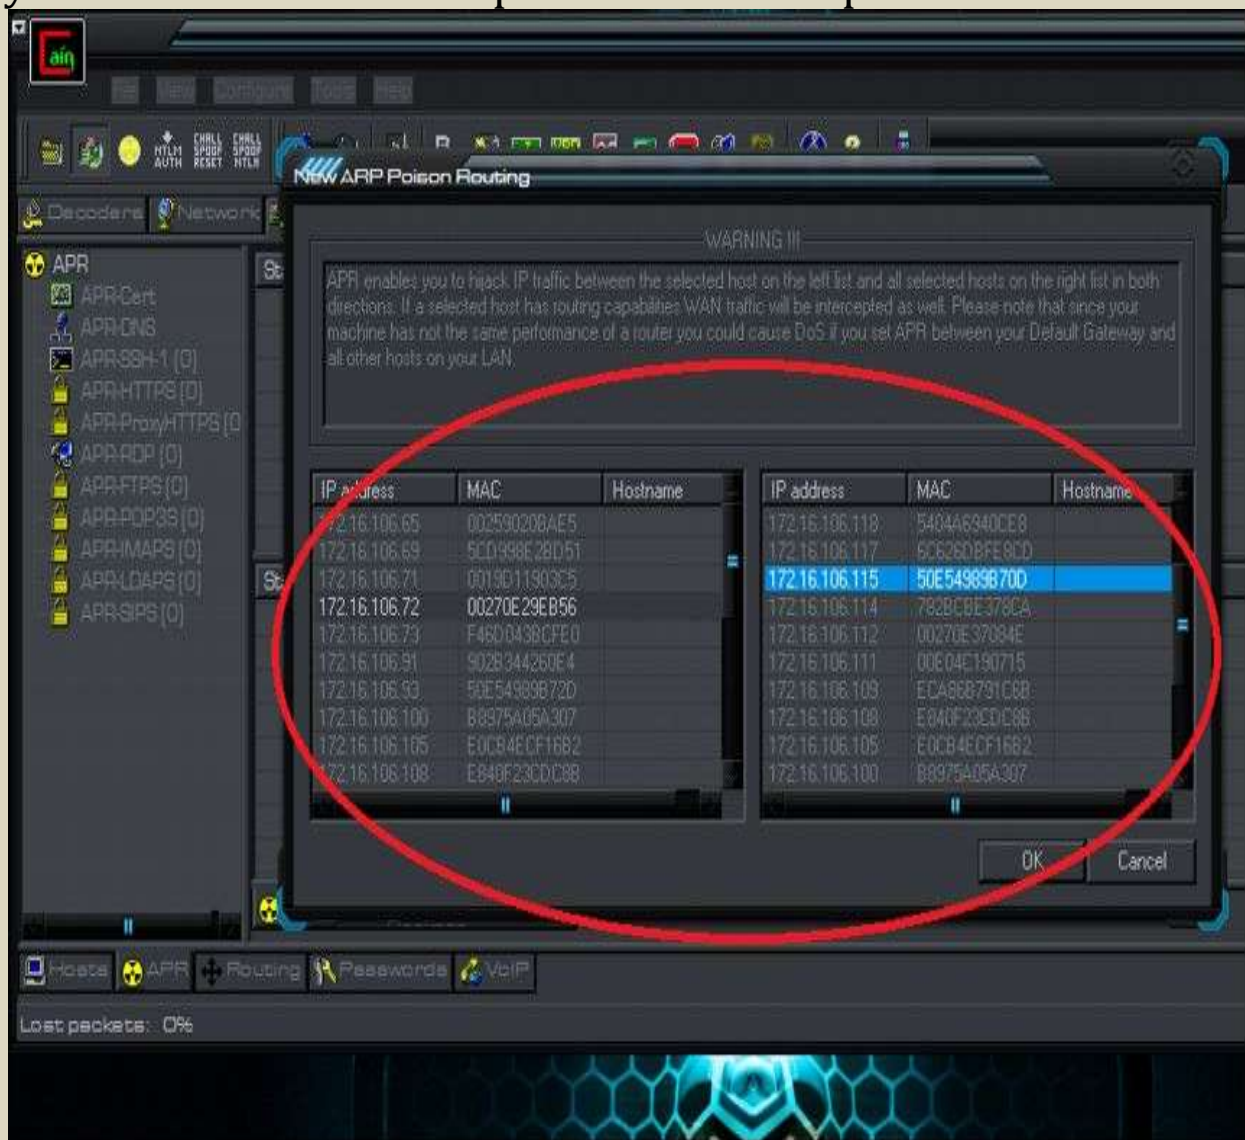 Cain
File View Configure Tools Help
NTLM AUTH CHALL SPOOF RESET CHALL SPOOF NTLM
New ARP Poison Routing
Decoders Network
WARNING !!!
APR enables you to hijack IP traffic between the selected host on the left list and all selected hosts on the right list in both
directions. If a selected host has routing capabilities WAN traffic will be intercepted as well. Please note that since your
machine has not the same performance of a router you could cause DoS if you set APR between your Default Gateway and
all other hosts on your LAN.
APR
APR-Cert
APR-DNS
APR-SSH-1 (0)
APR-HTTPS (0)
APR-ProxyHTTPS (0
APR-RDP (0)
APR-FTPS (0)
APR-POP3S (0)
APR-IMAPS (0)
APR-LDAPS (0)
APR-SIPS (0)
IP address MAC Hostname
172.16.106.65 00259020BAE5
172.16.106.69 5CD998E28D51
172.16.106.71 0019D11903C5
172.16.106.72 00270E29EB56
172.16.106.73 F46D043BCFE0
172.16.106.91 902B344260E4
172.16.106.93 50E54989B72D
172.16.106.100 B8975A05A307
172.16.106.105 E0CB4ECF16B2
172.16.106.108 E840F23CDC8B
IP address MAC Hostname
172.16.106.118 5404A6940CE8
172.16.106.117 6C626DBFE8CD
172.16.106.115 50E54989B70D
172.16.106.114 782BCBE378CA
172.16.106.112 00270E37084E
172.16.106.111 00E04C190715
172.16.106.109 ECA86B791C6B
172.16.106.108 E840F23CDC8B
172.16.106.105 E0CB4ECF16B2
172.16.106.100 B8975A05A307
OK Cancel
Hosts APR Routing Passwords VoIP
Lost packets: 0%